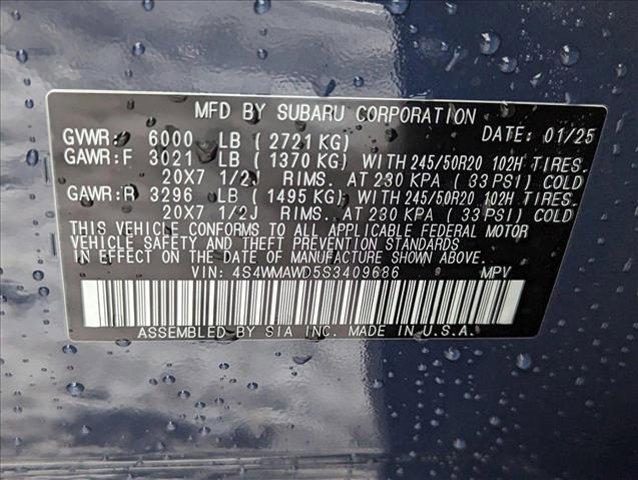 MFD BY SUBARU CORPORATION
GVWR: 6000 LB ( 2721 KG) DATE: 01/25
GAWR:F 3021 LB ( 1370 KG) WITH 245/50R20 102H TIRES.
20X7 1/2J RIMS. AT 230 KPA ( 33 PSI) COLD
GAWR:R 3296 LB ( 1495 KG) WITH 245/50R20 102H TIRES.
20X7 1/2J RIMS. AT 230 KPA ( 33 PSI) COLD
THIS VEHICLE CONFORMS TO ALL APPLICABLE FEDERAL MOTOR
VEHICLE SAFETY AND THEFT PREVENTION STANDARDS
IN EFFECT ON THE DATE OF MANUFACTURE SHOWN ABOVE.
VIN: 4S4WMAWD5S3409686 MPV
ASSEMBLED BY SIA INC. MADE IN U.S.A.